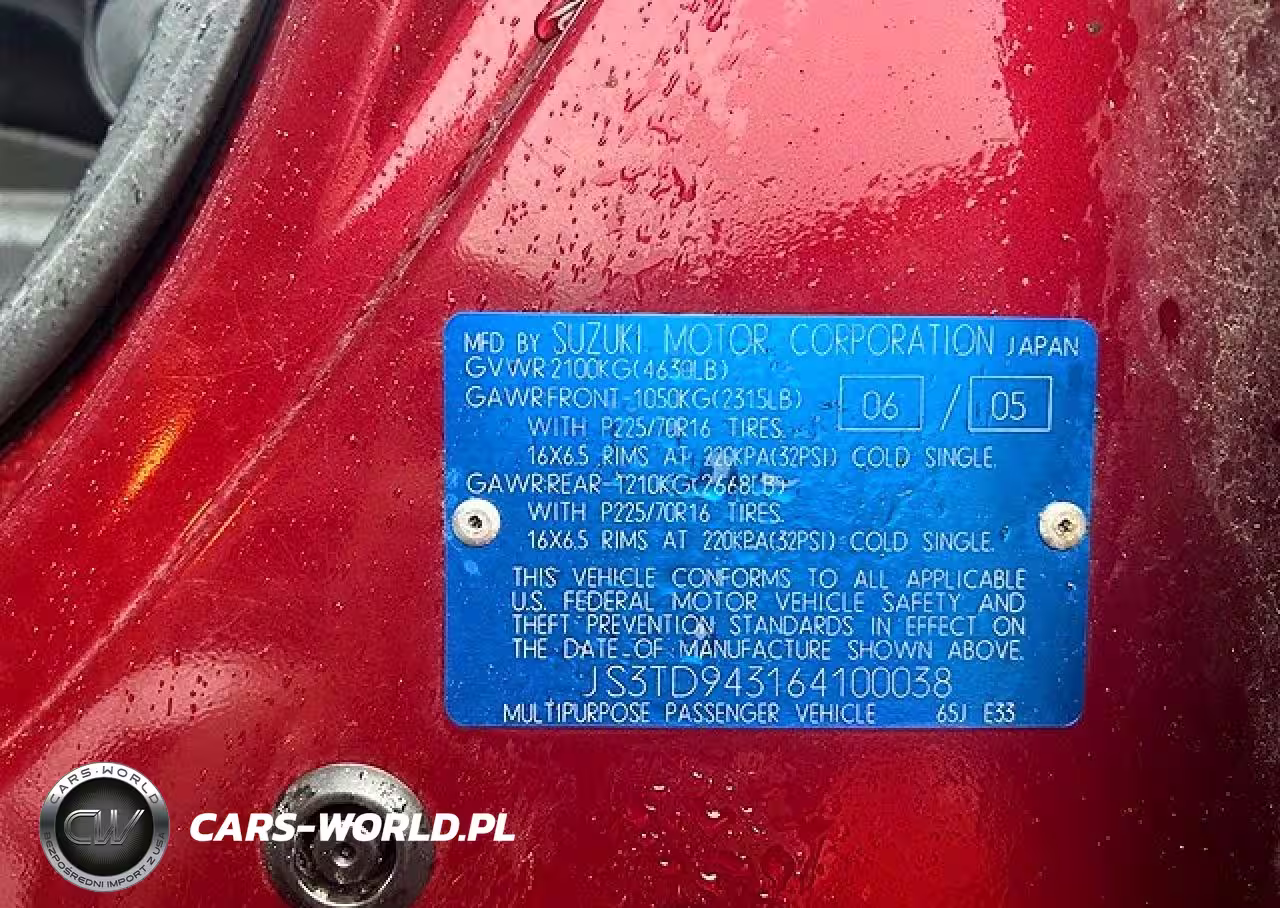 MFD BY SUZUKI MOTOR CORPORATION JAPAN
GVWR 2100KG(4630LB)
GAWR FRONT-1050KG(2315LB) 06 / 05
WITH P225/70R16 TIRES.
16X6.5 RIMS AT 220KPA(32PSI) COLD SINGLE.
GAWR REAR-1210KG(2668LB)
WITH P225/70R16 TIRES.
16X6.5 RIMS AT 220KPA(32PSI) COLD SINGLE.
THIS VEHICLE CONFORMS TO ALL APPLICABLE
U.S. FEDERAL MOTOR VEHICLE SAFETY AND
THEFT PREVENTION STANDARDS IN EFFECT ON
THE DATE OF MANUFACTURE SHOWN ABOVE.
JS3TD943164100038
MULTIPURPOSE PASSENGER VEHICLE 65J E33
CARS-WORLD
CW
BEZPOŚREDNI IMPORT Z USA
CARS-WORLD.PL